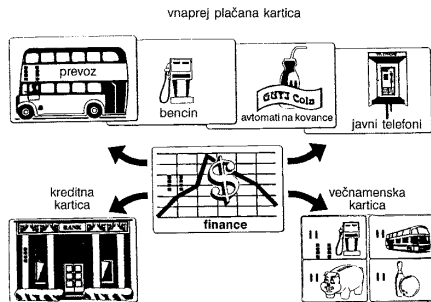 vnaprej plačana kartica
prevoz
bencin
avtomati na kovance
javni telefoni
kreditna
kartica
večnamenska
kartica
BANK
$
finance